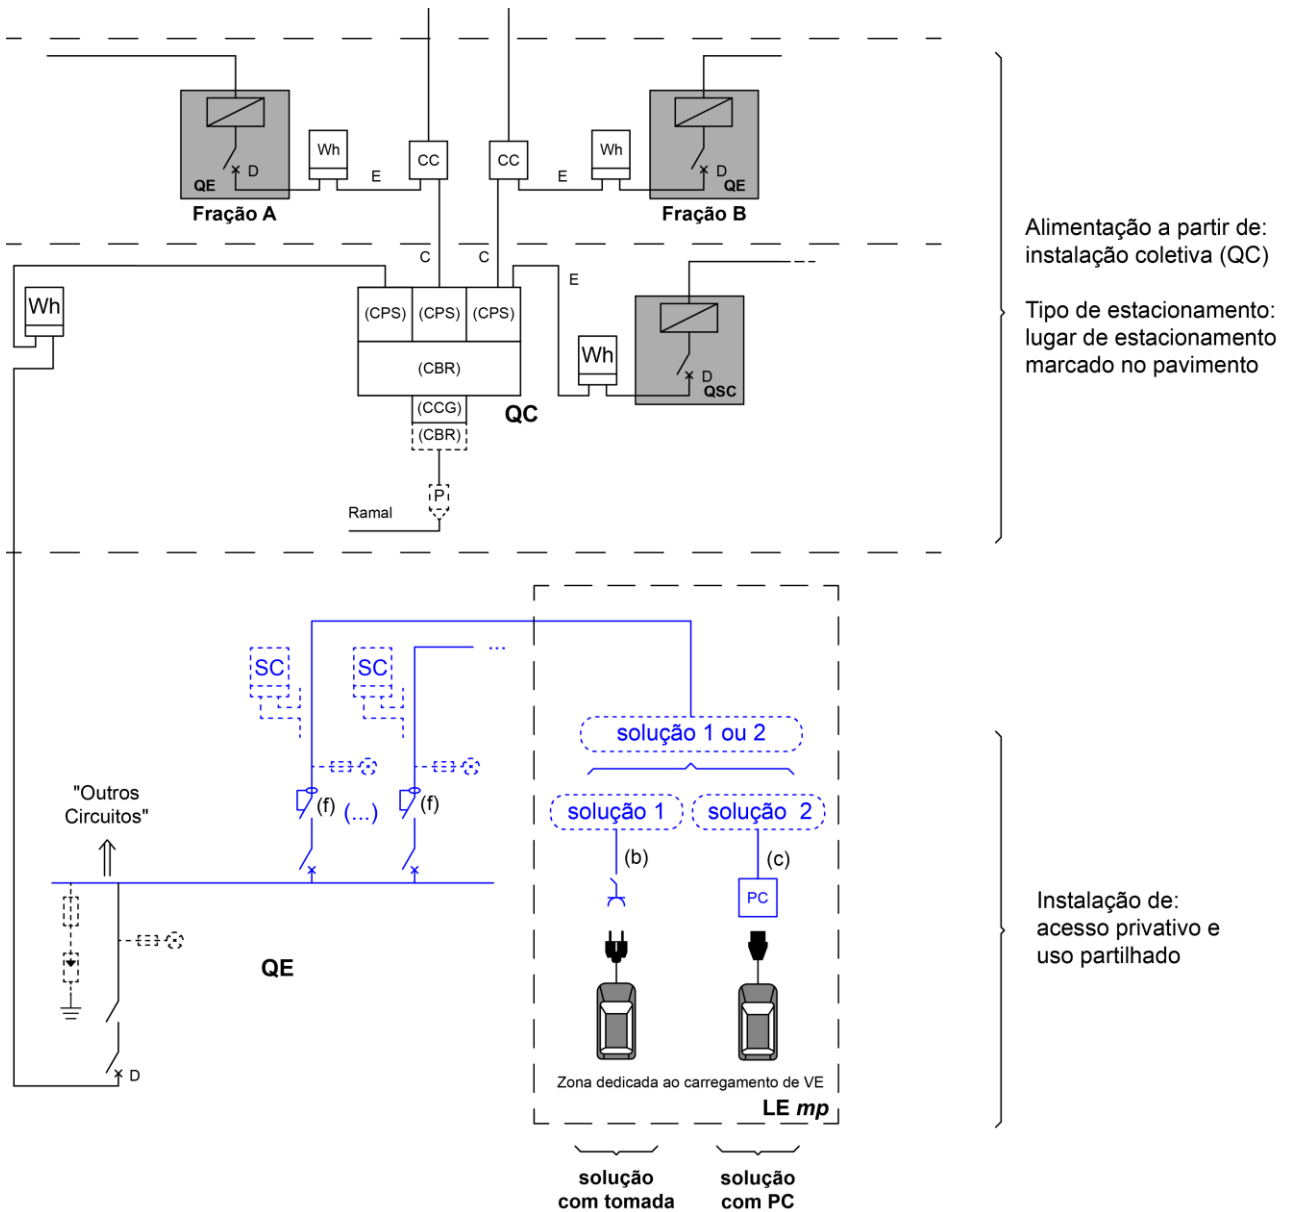 Wh
CC
CC
Wh
D
E
E
D
QE
QE
Fração A
Fração B
Alimentação a partir de:
instalação coletiva (QC)
C
C
E
Wh
(CPS)
(CPS)
(CPS)
Tipo de estacionamento:
lugar de estacionamento
marcado no pavimento
Wh
(CBR)
D
QSC
(CCG)
QC
(CBR)
P
Ramal
SC
SC
...
solução 1 ou 2
"Outros
Circuitos"
(f)
(...)
(f)
solução 1
solução 2
(b)
(c)
PC
QE
Instalação de:
acesso privativo e
uso partilhado
D
Zona dedicada ao carregamento de VE
LE mp
solução
com tomada
solução
com PC